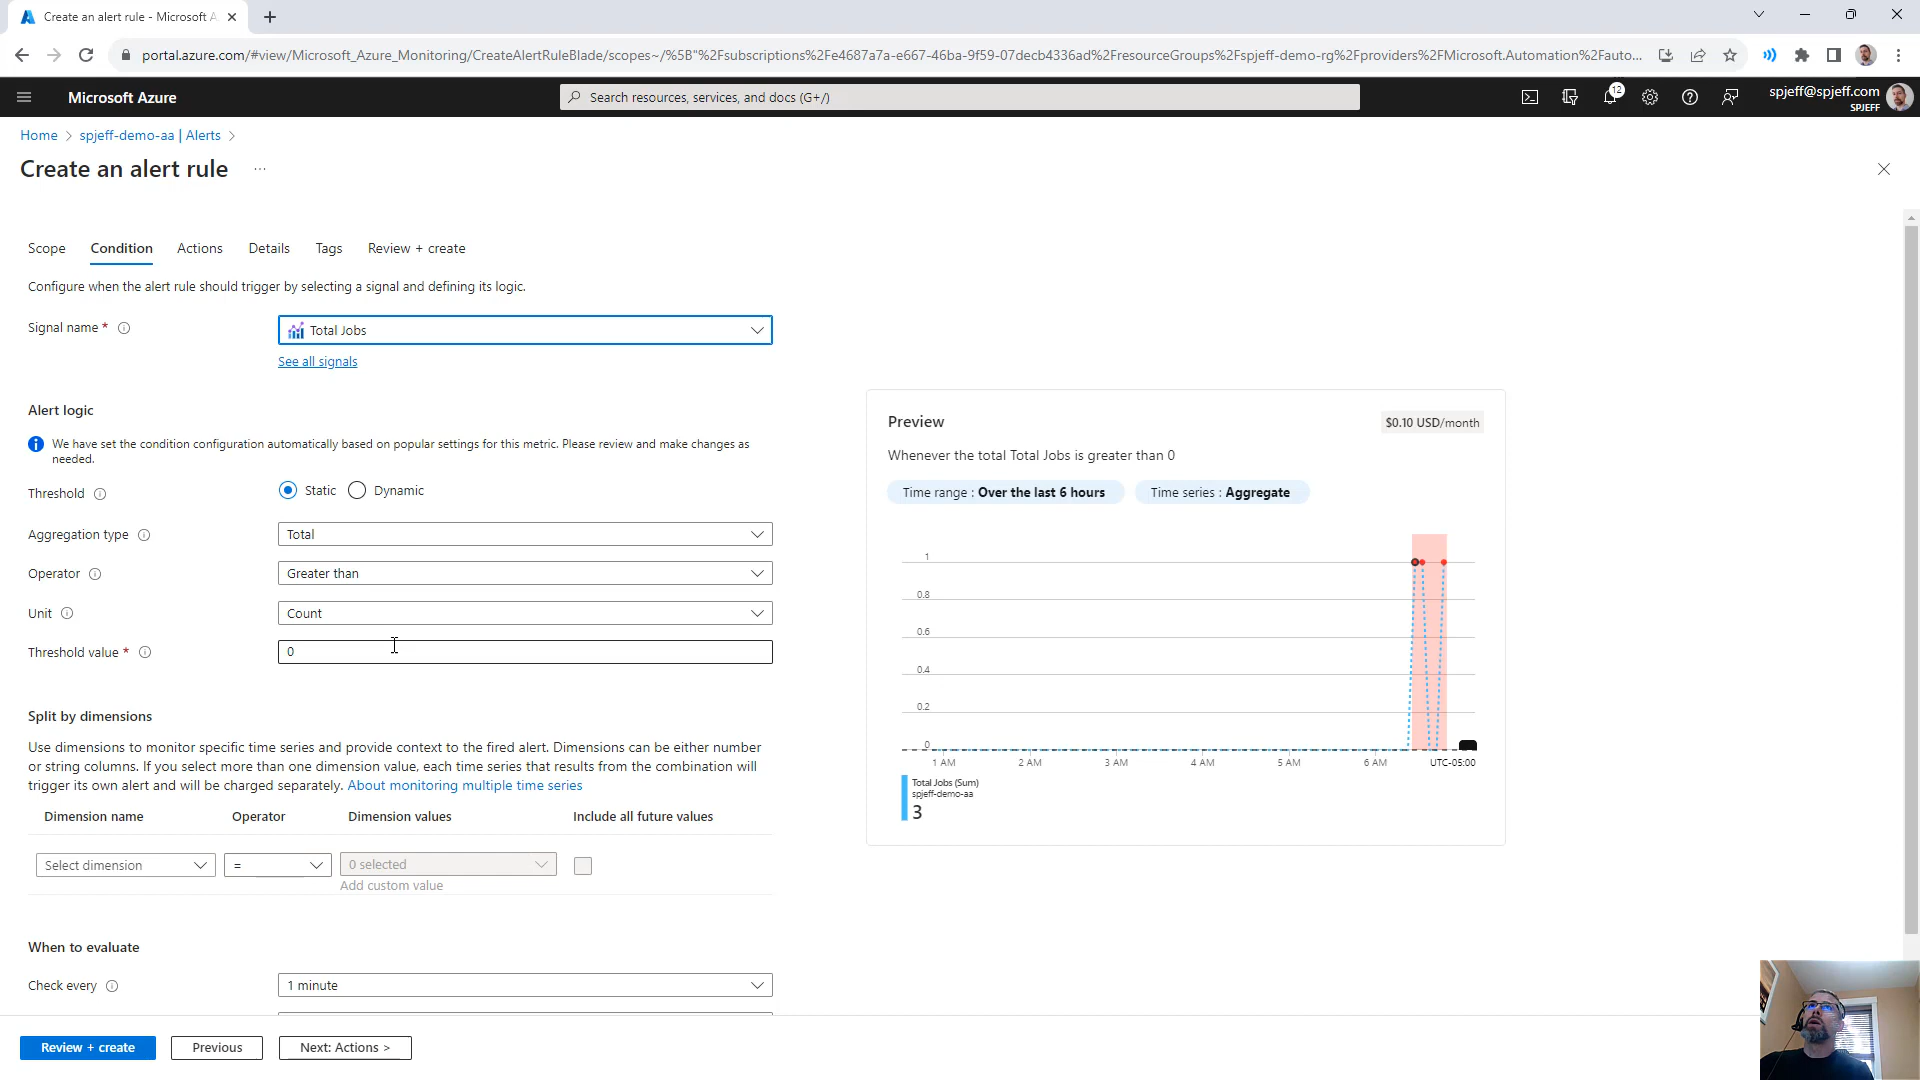 Create an alert rule - Microsoft A
portal.azure.com/#view/Microsoft_Azure_Monitoring/CreateAlertRuleBlade/scopes~/%5B"%2Fsubscriptions%2Fe4687a7a-e667-46ba-9f59-07decb4336ad%2FresourceGroups%2Fspjeff-demo-rg%2Fproviders%2FMicrosoft.Automation%2Fauto...
Microsoft Azure
Search resources, services, and docs (G+/)
12
spjeff@spjeff.com
SPJEFF
Home > spjeff-demo-aa | Alerts >
Create an alert rule ...
Scope Condition Actions Details Tags Review + create
Configure when the alert rule should trigger by selecting a signal and defining its logic.
Signal name *
Total Jobs
See all signals
Alert logic
We have set the condition configuration automatically based on popular settings for this metric. Please review and make changes as
needed.
Threshold
Static Dynamic
Aggregation type
Total
Operator
Greater than
Unit
Count
Threshold value *
0
Split by dimensions
Use dimensions to monitor specific time series and provide context to the fired alert. Dimensions can be either number
or string columns. If you select more than one dimension value, each time series that results from the combination will
trigger its own alert and will be charged separately. About monitoring multiple time series
Dimension name Operator Dimension values Include all future values
Select dimension = 0 selected
Add custom value
When to evaluate
Check every
1 minute
Review + create Previous Next: Actions >
Preview
$0.10 USD/month
Whenever the total Total Jobs is greater than 0
Time range : Over the last 6 hours
Time series : Aggregate
1
0.8
0.6
0.4
0.2
0
1 AM 2 AM 3 AM 4 AM 5 AM 6 AM UTC-05:00
Total Jobs (Sum)
spjeff-demo-aa
3